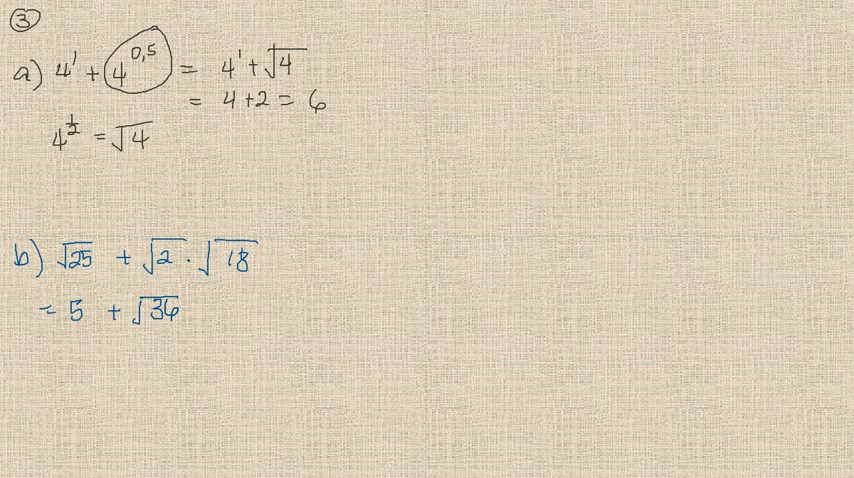 ③
a) 4¹ + 4^{0,5} = 4¹ + √4
= 4 + 2 = 6
4^{½} = √4
b) √25 + √2 · √18
= 5 + √36